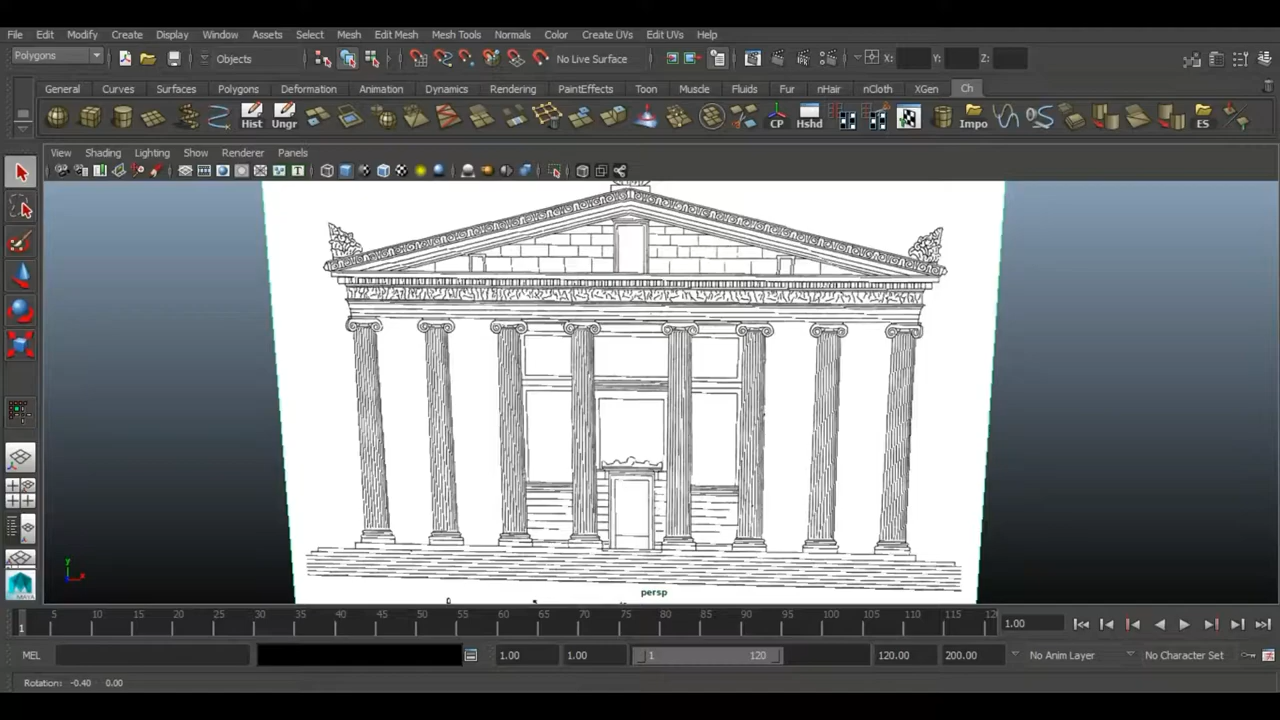 File Edit Modify Create Display Window Assets Select Mesh Edit Mesh Mesh Tools Normals Color Create UVs Edit UVs Help
Polygons Objects No Live Surface X: Y: Z:
General Curves Surfaces Polygons Deformation Animation Dynamics Rendering PaintEffects Toon Muscle Fluids Fur nHair nCloth XGen Ch
Hist Ungr CP Hshd Impo ES
View Shading Lighting Show Renderer Panels
y
x
persp
5 10 15 20 25 30 35 40 45 50 55 60 65 70 75 80 85 90 95 100 105 110 115 12 1.00
1
MEL 1.00 1.00 1 120 120.00 200.00 No Anim Layer No Character Set
Rotation: -0.40 0.00